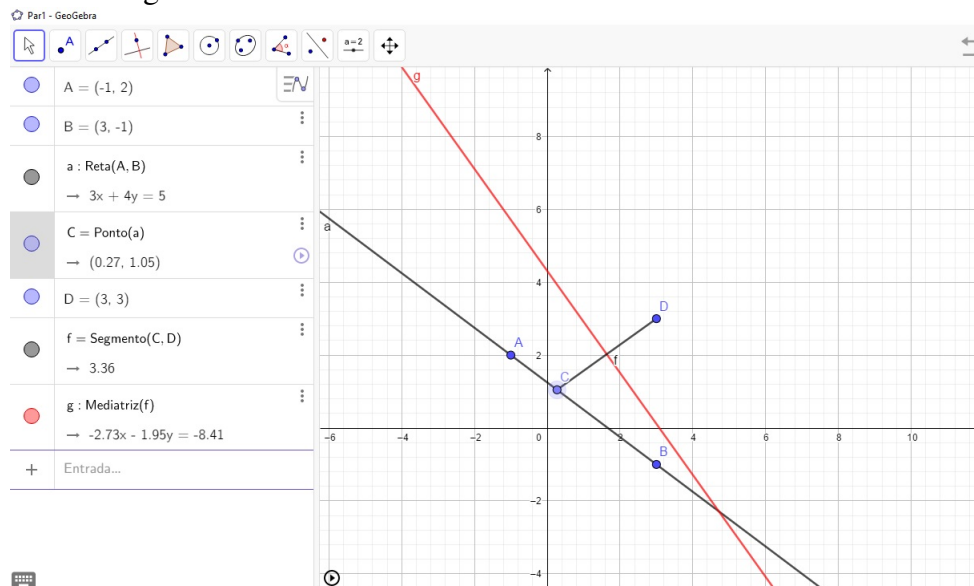 Par1 - GeoGebra
A
a=2
A = (-1, 2)
B = (3, -1)
a : Reta(A, B)
→ 3x + 4y = 5
C = Ponto(a)
→ (0.27, 1.05)
D = (3, 3)
f = Segmento(C, D)
→ 3.36
g : Mediatriz(f)
→ -2.73x - 1.95y = -8.41
+ Entrada...
g
8
6
a
4
D
A
2
f
C
−6 −4 −2 0 2 4 6 8 10
B
−2
−4